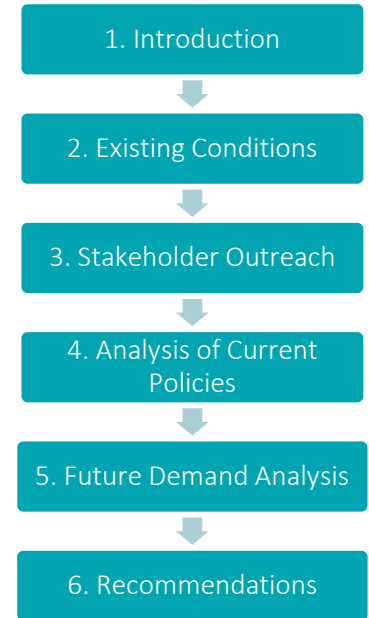 1. Introduction
2. Existing Conditions
3. Stakeholder Outreach
4. Analysis of Current
Policies
5. Future Demand Analysis
6. Recommendations